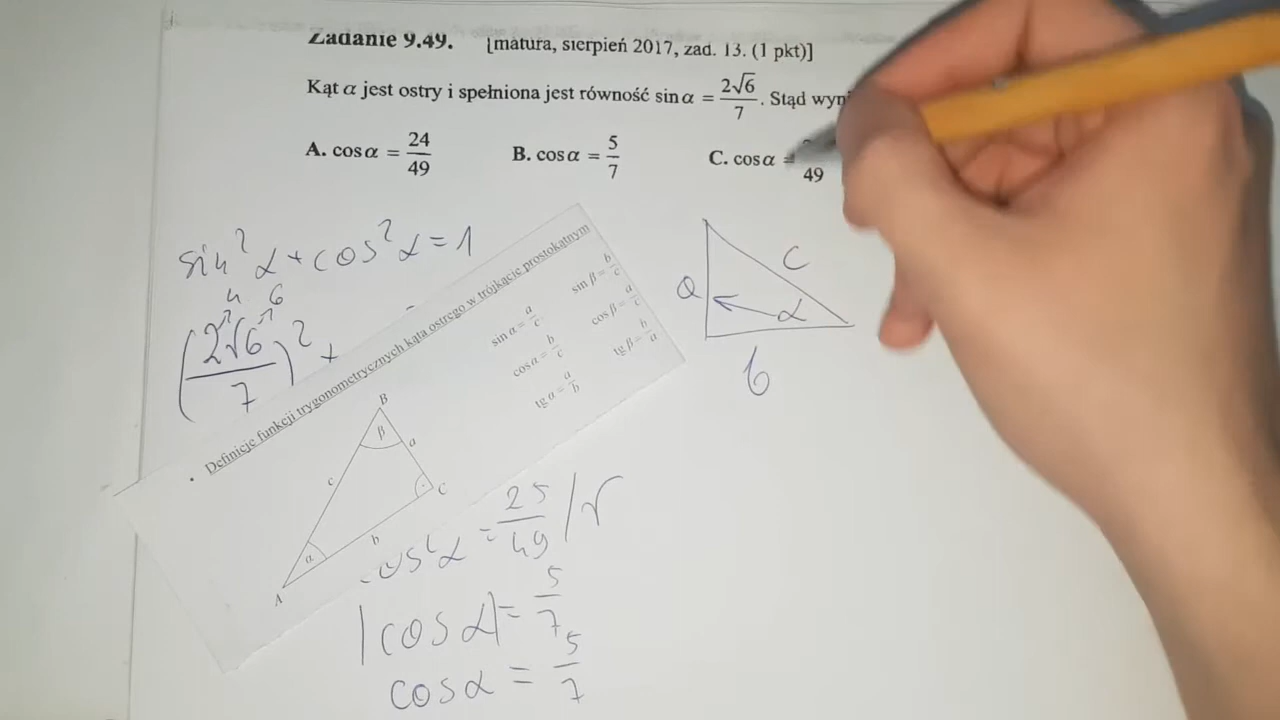 Zadanie 9.49. [matura, sierpień 2017, zad. 13. (1 pkt)]
Kąt α jest ostry i spełniona jest równość sin α = 2√6/7. Stąd
A. cos α = 24/49 B. cos α = 5/7 C. cos α = /49
sin²α + cos²α = 1
4 6
(2√6/7)² +
Definicje funkcji trygonometrycznych kąta ostrego w trójkącie prostokątnym
sin α = a/c sin β = b/c
cos α = b/c cos β = a/c
tg α = a/b tg β = b/a
B
β
a
c
C
b
α
A
a
c
α
b
cos²α = 25/49 /√
|cos α| = 5/7
cos α = 5/7